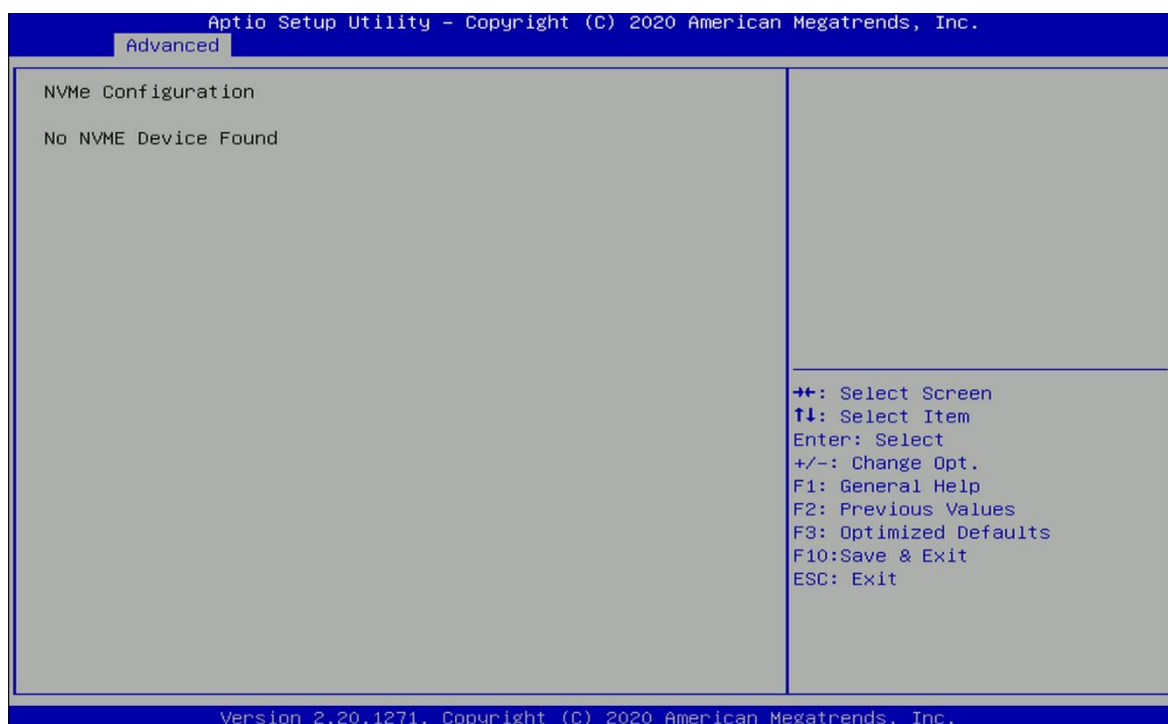 Aptio Setup Utility – Copyright (C) 2020 American Megatrends, Inc.
Advanced
NVMe Configuration
No NVME Device Found
→←: Select Screen
↑↓: Select Item
Enter: Select
+/-: Change Opt.
F1: General Help
F2: Previous Values
F3: Optimized Defaults
F10:Save & Exit
ESC: Exit
Version 2.20.1271. Copyright (C) 2020 American Megatrends, Inc.